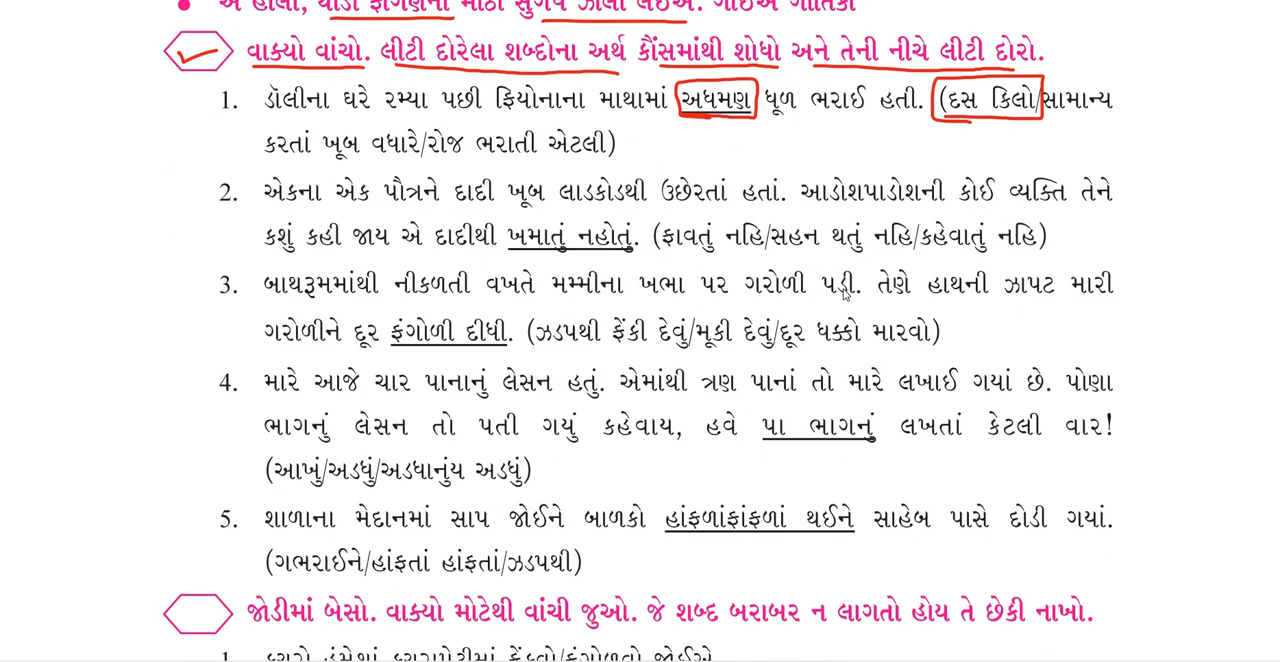 વાક્યો વાંચો. લીટી દોરેલા શબ્દોના અર્થ કૌંસમાંથી શોધો અને તેની નીચે લીટી દોરો.
1. ડૉલીના ઘરે રમ્યા પછી ફિયોનાના માથામાં અધમણ ધૂળ ભરાઈ હતી. (દસ કિલો/સામાન્ય
કરતાં ખૂબ વધારે/રોજ ભરાતી એટલી)
2. એકના એક પૌત્રને દાદી ખૂબ લાડકોડથી ઉછેરતાં હતાં. આડોશપાડોશની કોઈ વ્યક્તિ તેને
કશું કહી જાય એ દાદીથી ખમાતું નહોતું. (ફાવતું નહિ/સહન થતું નહિ/કહેવાતું નહિ)
3. બાથરૂમમાંથી નીકળતી વખતે મમ્મીના ખભા પર ગરોળી પડી. તેણે હાથની ઝાપટ મારી
ગરોળીને દૂર ફંગોળી દીધી. (ઝડપથી ફેંકી દેવું/મૂકી દેવું/દૂર ધક્કો મારવો)
4. મારે આજે ચાર પાનાનું લેસન હતું. એમાંથી ત્રણ પાનાં તો મારે લખાઈ ગયાં છે. પોણા
ભાગનું લેસન તો પતી ગયું કહેવાય, હવે પા ભાગનું લખતાં કેટલી વાર!
(આખું/અડધું/અડધાનુંય અડધું)
5. શાળાના મેદાનમાં સાપ જોઈને બાળકો હાંફળાંફાંફળાં થઈને સાહેબ પાસે દોડી ગયાં.
(ગભરાઈને/હાંફતાં હાંફતાં/ઝડપથી)
જોડીમાં બેસો. વાક્યો મોટેથી વાંચી જુઓ. જે શબ્દ બરાબર ન લાગતો હોય તે છેકી નાખો.